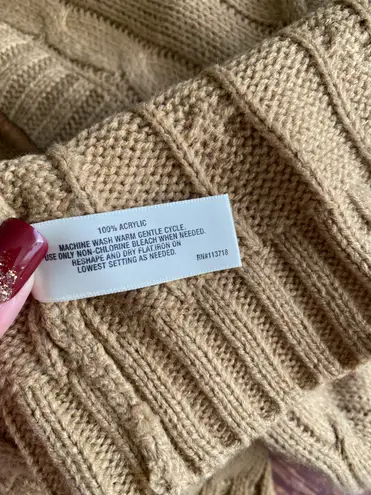 100% ACRYLIC
MACHINE WASH WARM GENTLE CYCLE.
USE ONLY NON-CHLORINE BLEACH WHEN NEEDED.
RESHAPE AND DRY FLAT.IRON ON
LOWEST SETTING AS NEEDED.
RN#113718